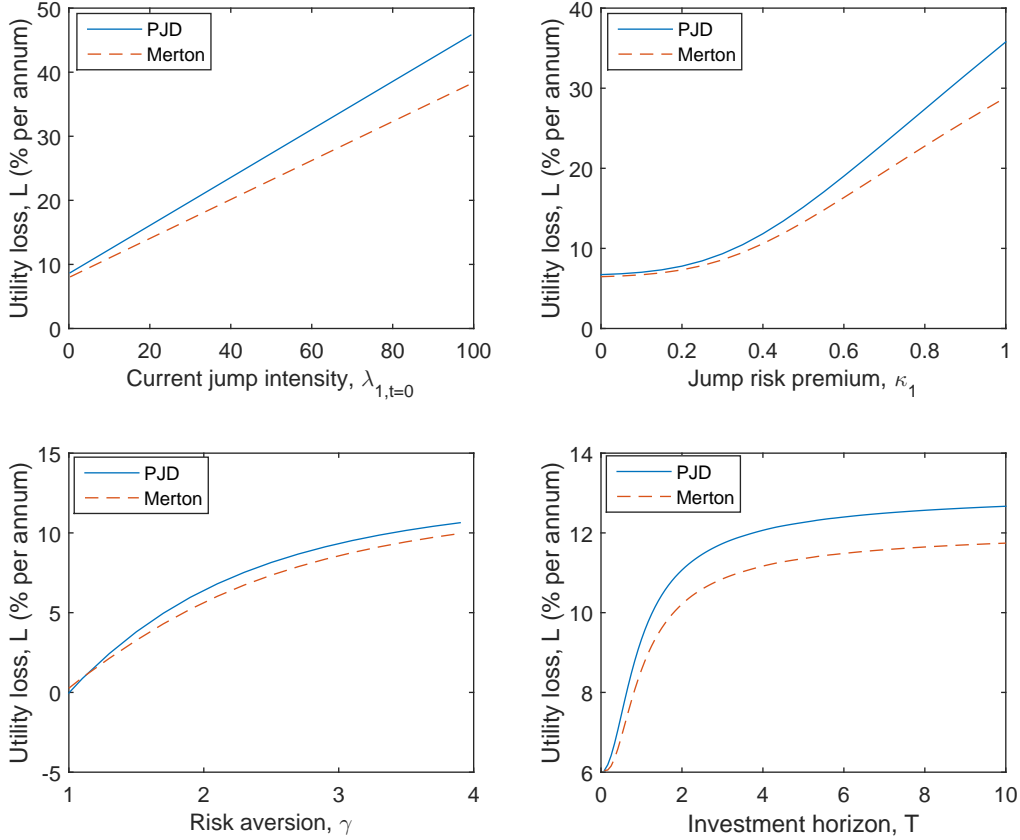 50
40
30
20
10
0
Utility loss, L (% per annum)
PJD
Merton
0 20 40 60 80 100
Current jump intensity, λ1,t=0
40
30
20
10
0
Utility loss, L (% per annum)
PJD
Merton
0 0.2 0.4 0.6 0.8 1
Jump risk premium, κ1
15
10
5
0
-5
Utility loss, L (% per annum)
PJD
Merton
1 2 3 4
Risk aversion, γ
14
12
10
8
6
Utility loss, L (% per annum)
PJD
Merton
0 2 4 6 8 10
Investment horizon, T